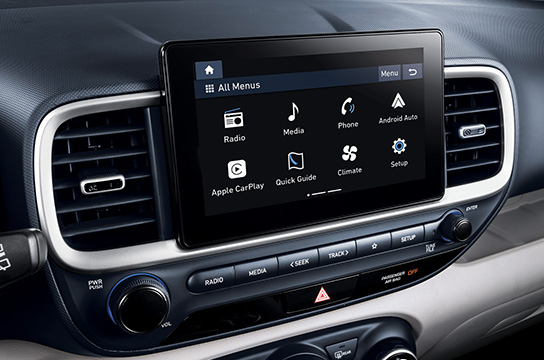 Menu
All Menus
Radio
Media
Phone
Android Auto
Apple CarPlay
Quick Guide
Climate
Setup
PWR
PUSH
VOL
RADIO
MEDIA
< SEEK
TRACK >
SETUP
ENTER
PASSENGER
AIR BAG
OFF
REAR